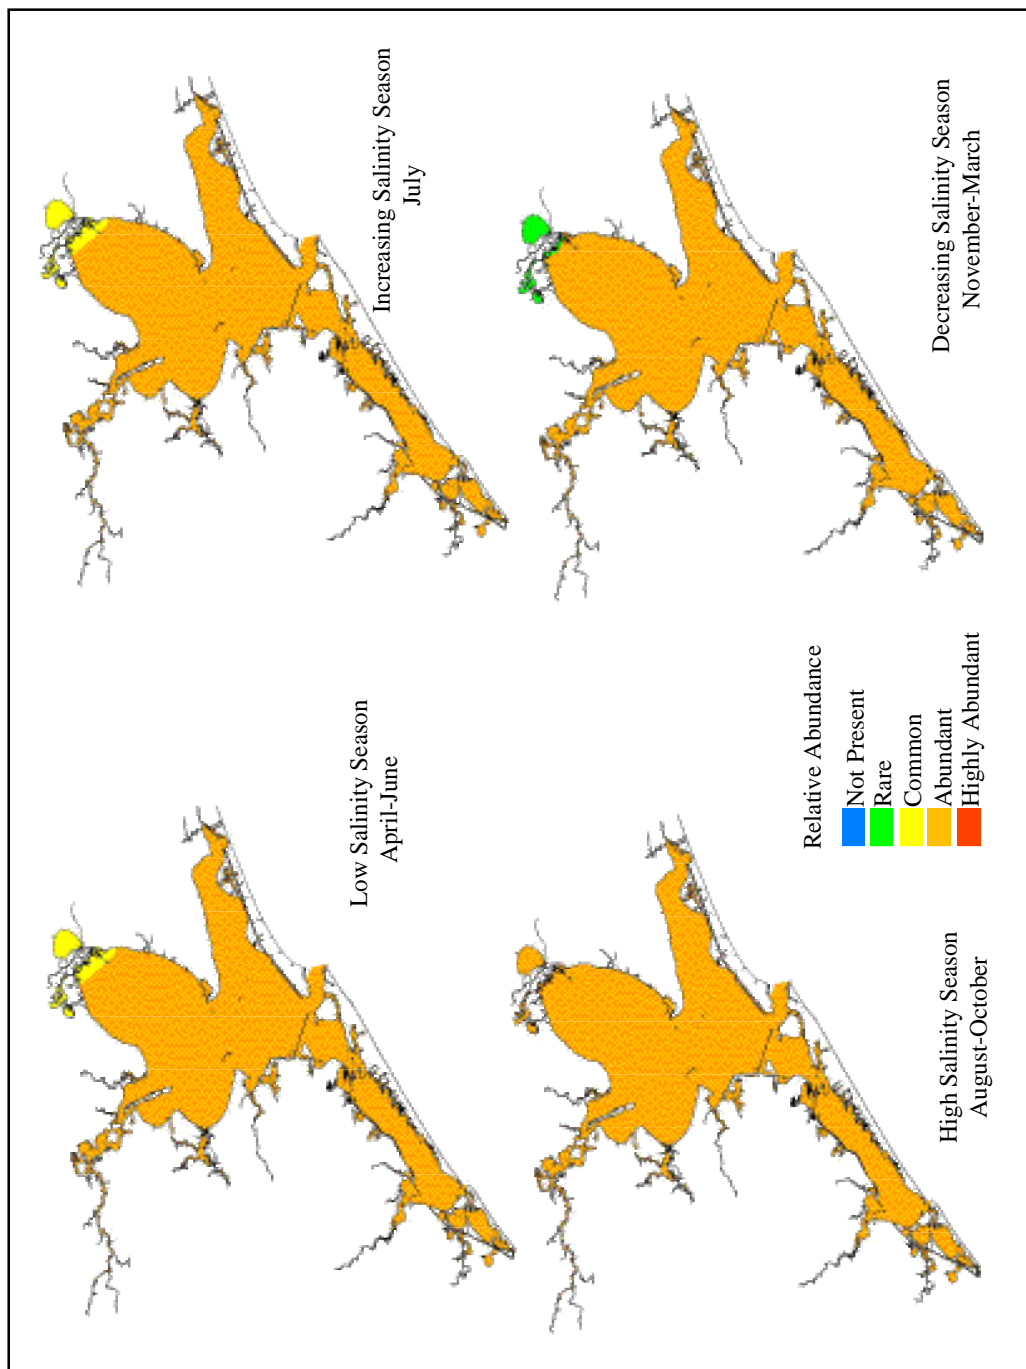 Low Salinity Season
April-June
Increasing Salinity Season
July
High Salinity Season
August-October
Relative Abundance
Not Present
Rare
Common
Abundant
Highly Abundant
Decreasing Salinity Season
November-March